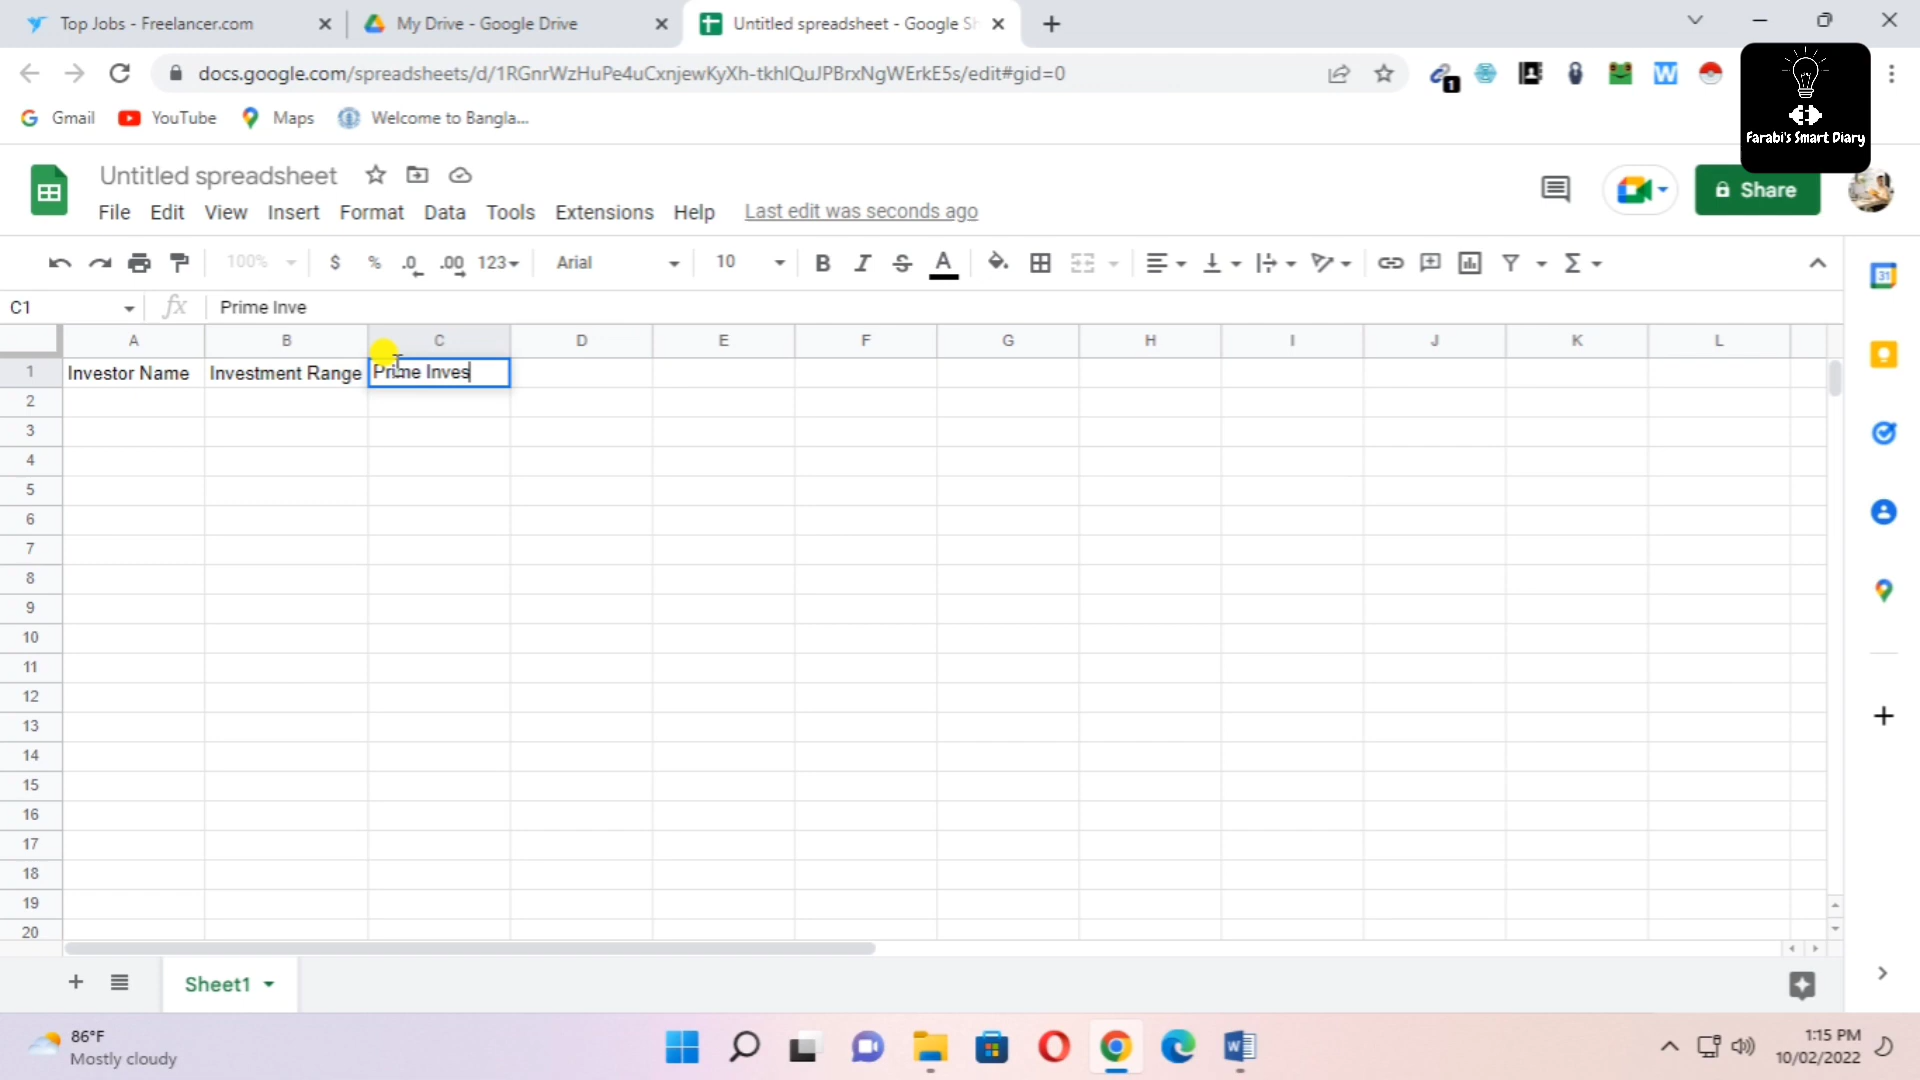 Top Jobs - Freelancer.com
My Drive - Google Drive
Untitled spreadsheet - Google Sh
docs.google.com/spreadsheets/d/1RGnrWzHuPe4uCxnjewKyXh-tkhlQuJPBrxNgWErkE5s/edit#gid=0
1
W
Gmail
YouTube
Maps
Welcome to Bangla...
Farabi's Smart Diary
Untitled spreadsheet
File Edit View Insert Format Data Tools Extensions Help Last edit was seconds ago
Share
100% $ % .0 .00 123 Arial 10 B I S A Σ
31
C1 fx Prime Inve
A B C D E F G H I J K L
1 Investor Name Investment Range Prime Inves
2
3
4
5
6
7
8
9
10
11
12
13
14
15
16
17
18
19
20
+ Sheet1
86°F
Mostly cloudy
1:15 PM
10/02/2022